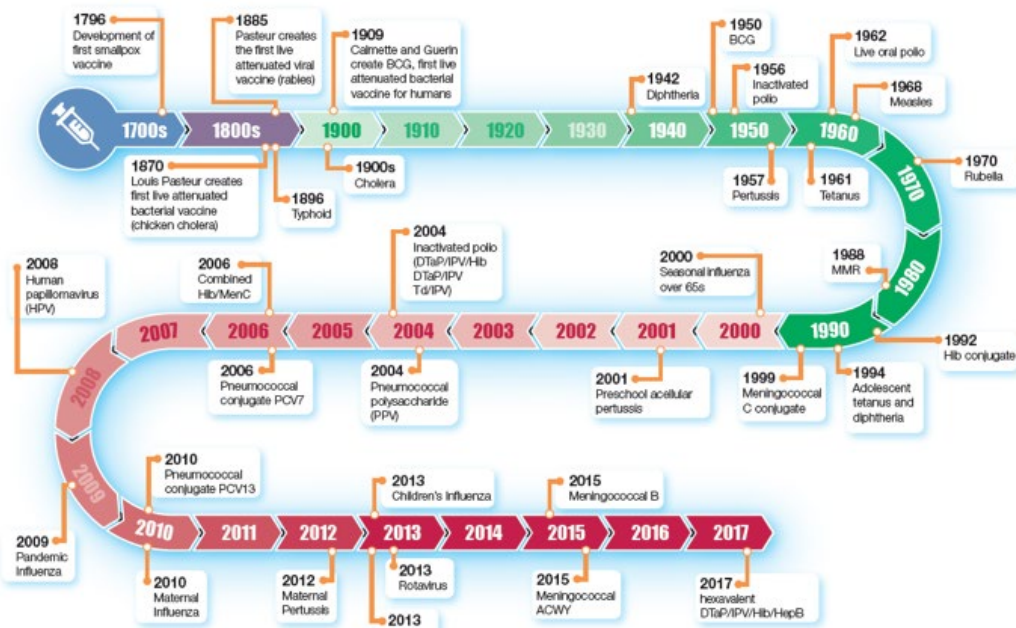 1796
Development of
first smallpox
vaccine
1885
Pasteur creates
the first live
attenuated viral
vaccine (rabies)
1909
Calmette and Guerin
create BCG, first live
attenuated bacterial
vaccine for humans
1942
Diphtheria
1950
BCG
1956
Inactivated
polio
1962
Live oral polio
1968
Measles
1700s
1800s
1900
1910
1920
1930
1940
1950
1960
1970
1980
1990
1870
Louis Pasteur creates
first live attenuated
bacterial vaccine
(chicken cholera)
1896
Typhoid
1900s
Cholera
1957
Pertussis
1961
Tetanus
1970
Rubella
1988
MMR
1992
Hib conjugate
1994
Adolescent
tetanus and
diphtheria
1999
Meningococcal
C conjugate
2000
Seasonal influenza
over 65s
2004
Inactivated polio
(DTaP/IPV/Hib
DTaP/IPV
Td/IPV)
2006
Combined
Hib/MenC
2008
Human
papillomavirus
(HPV)
2000
2001
2002
2003
2004
2005
2006
2007
2008
2009
2001
Preschool acellular
pertussis
2004
Pneumococcal
polysaccharide
(PPV)
2006
Pneumococcal
conjugate PCV7
2009
Pandemic
Influenza
2010
Pneumococcal
conjugate PCV13
2013
Children's Influenza
2015
Meningococcal B
2010
2011
2012
2013
2014
2015
2016
2017
2010
Maternal
Influenza
2012
Maternal
Pertussis
2013
Rotavirus
2013
2015
Meningococcal
ACWY
2017
hexavalent
DTaP/IPV/Hib/HepB